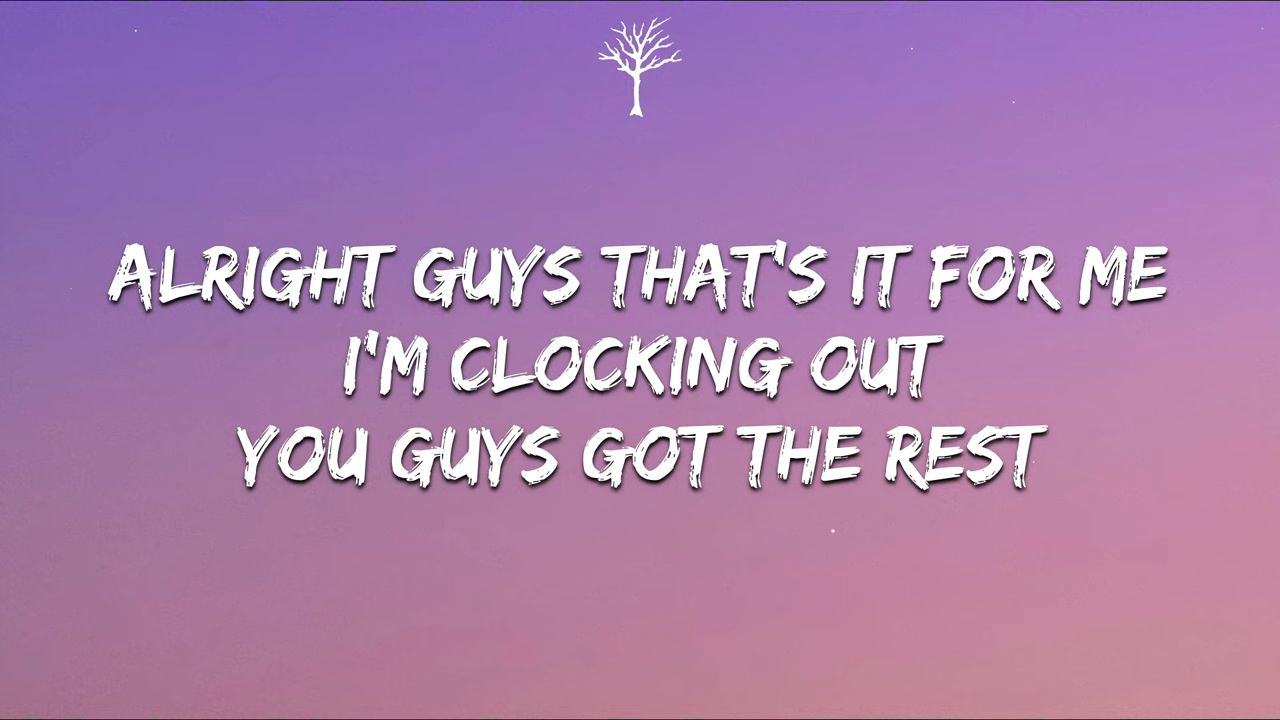 ALRIGHT GUYS THAT'S IT FOR ME
I'M CLOCKING OUT
YOU GUYS GOT THE REST